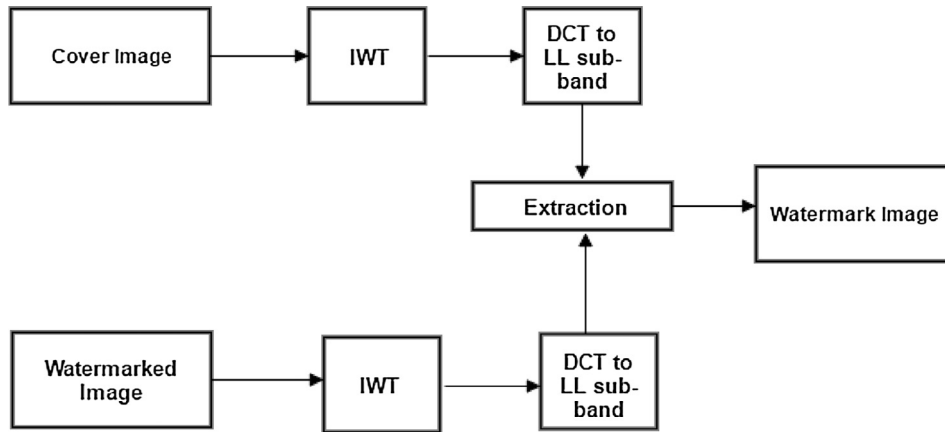 Cover Image
IWT
DCT to
LL sub-
band
Extraction
Watermark Image
Watermarked
Image
IWT
DCT to
LL sub-
band